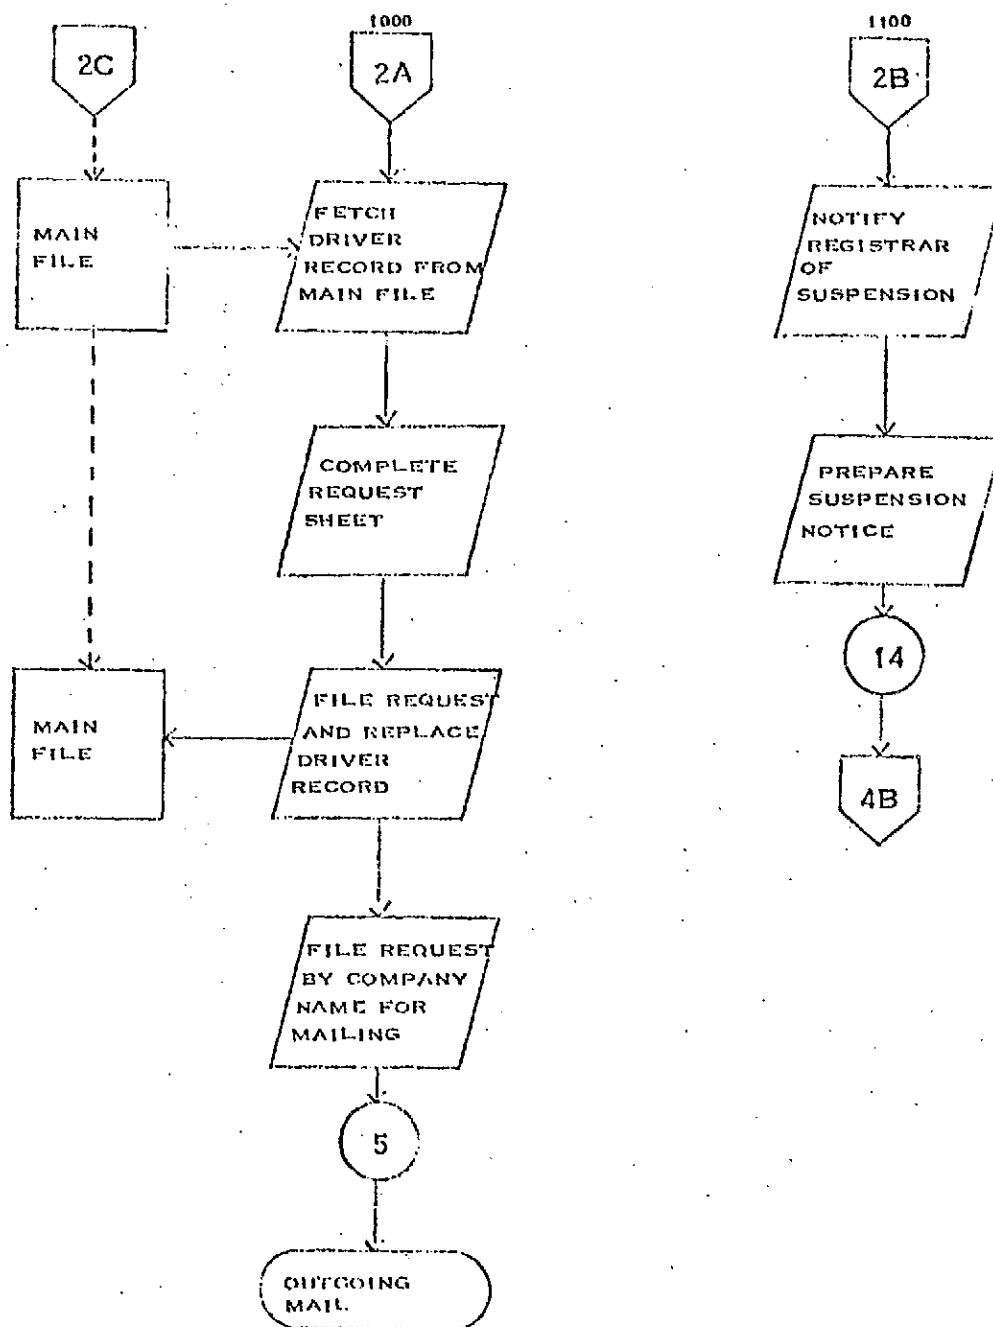 1000
1100
2C
2A
2B
MAIN
FILE
FETCH
DRIVER
RECORD FROM
MAIN FILE
NOTIFY
REGISTRAR
OF
SUSPENSION
COMPLETE
REQUEST
SHEET
PREPARE
SUSPENSION
NOTICE
14
MAIN
FILE
FILE REQUEST
AND REPLACE
DRIVER
RECORD
4B
FILE REQUEST
BY COMPANY
NAME FOR
MAILING
5
OUTGOING
MAIL